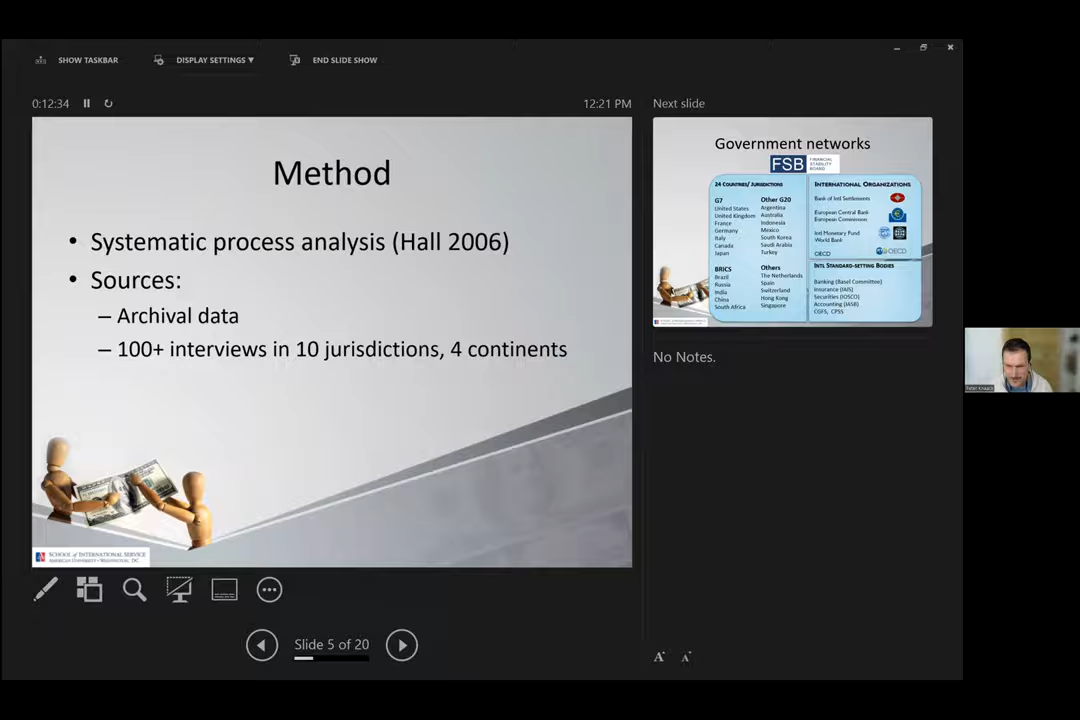 SHOW TASKBAR
DISPLAY SETTINGS ▼
END SLIDE SHOW
0:12:34
12:21 PM
Next slide
Method
• Systematic process analysis (Hall 2006)
• Sources:
– Archival data
– 100+ interviews in 10 jurisdictions, 4 continents
SCHOOL of INTERNATIONAL SERVICE
AMERICAN UNIVERSITY • WASHINGTON, DC
Slide 5 of 20
Government networks
FSB FINANCIAL
STABILITY
BOARD
24 COUNTRIES/ JURISDICTIONS
G7
United States
United Kingdom
France
Germany
Italy
Canada
Japan
Other G20
Argentina
Australia
Indonesia
Mexico
South Korea
Saudi Arabia
Turkey
BRICS
Brazil
Russia
India
China
South Africa
Others
The Netherlands
Spain
Switzerland
Hong Kong
Singapore
INTERNATIONAL ORGANIZATIONS
Bank of Intl Settlements
European Central Bank
European Commission
Intl Monetary Fund
World Bank
OECD
OECD
INTL STANDARD-SETTING BODIES
Banking (Basel Committee)
Insurance (IAIS)
Securities (IOSCO)
Accounting (IASB)
CGFS, CPSS
No Notes.
Peter Knaack
A A